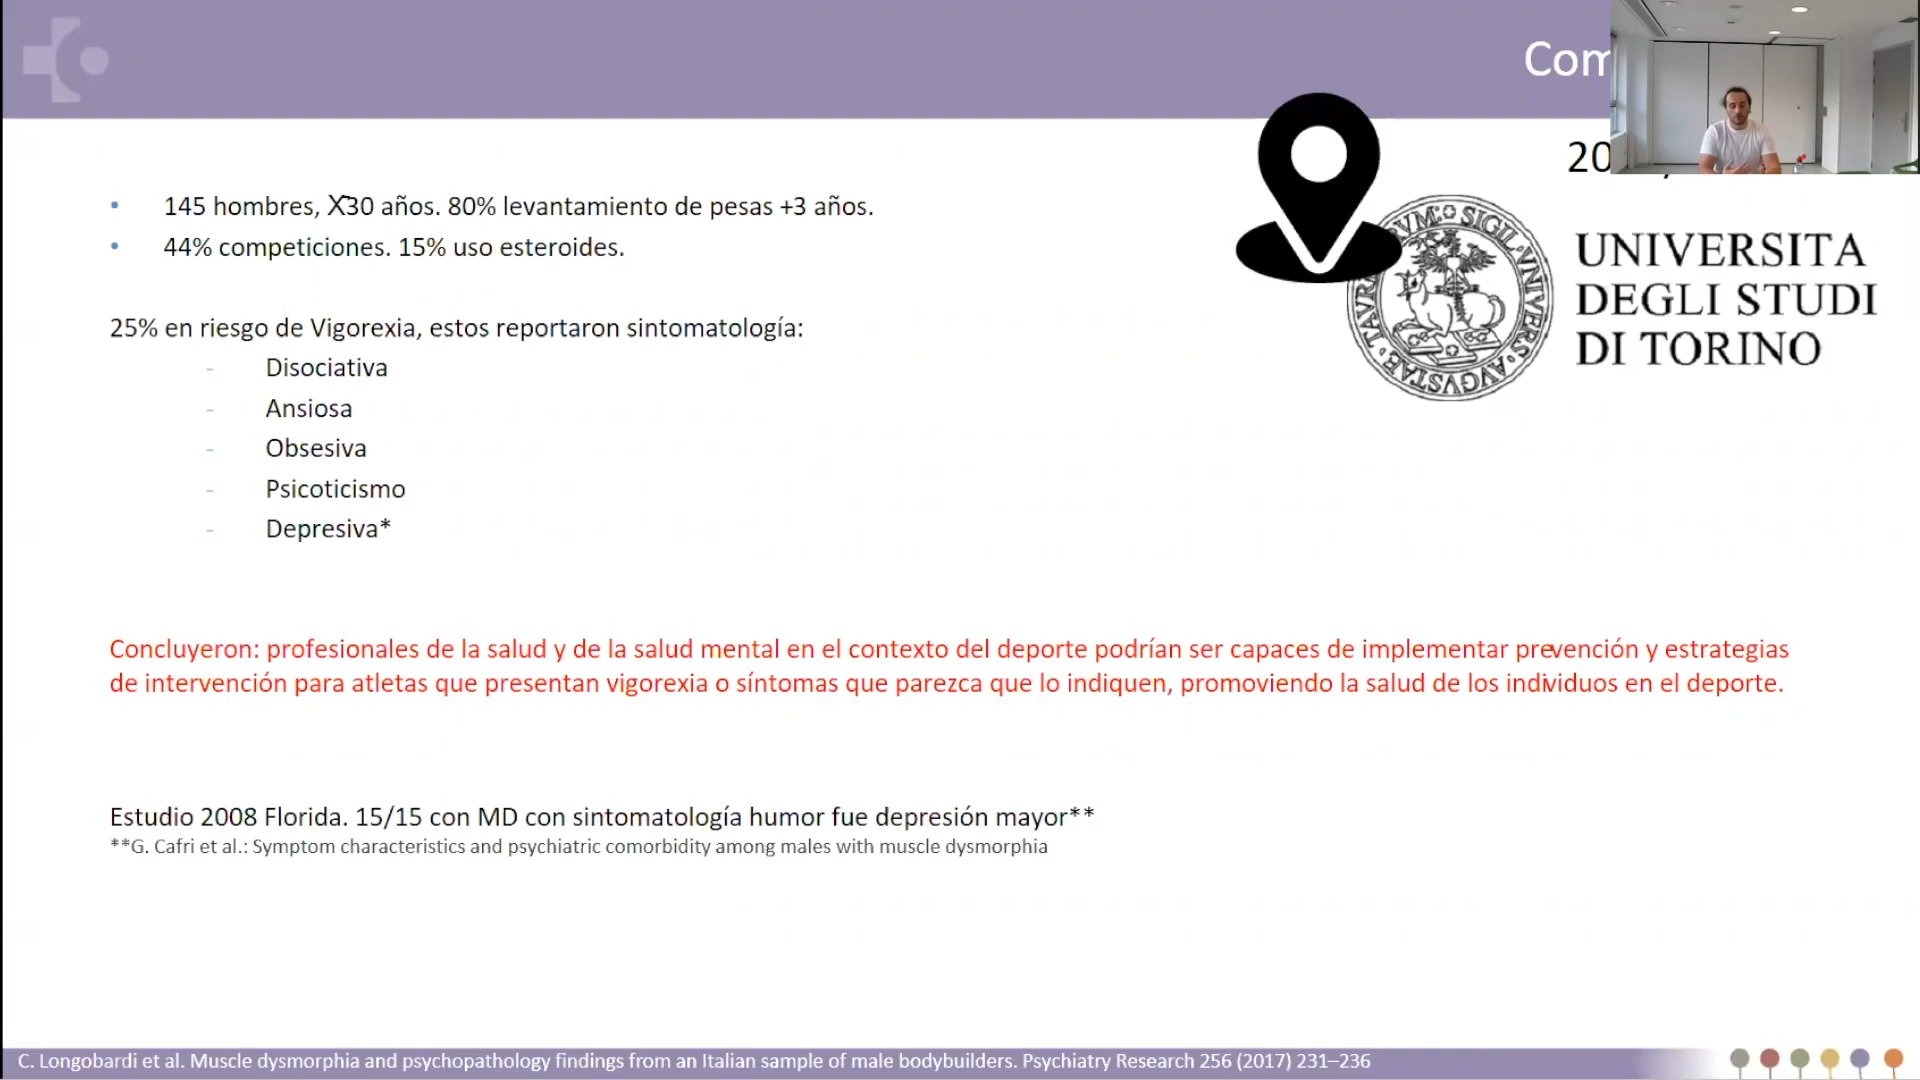 Com
20
145 hombres, X̄30 años. 80% levantamiento de pesas +3 años.
44% competiciones. 15% uso esteroides.
UNIVERSITA
DEGLI STUDI
DI TORINO
25% en riesgo de Vigorexia, estos reportaron sintomatología:
- Disociativa
- Ansiosa
- Obsesiva
- Psicoticismo
- Depresiva*
Concluyeron: profesionales de la salud y de la salud mental en el contexto del deporte podrían ser capaces de implementar prevención y estrategias
de intervención para atletas que presentan vigorexia o síntomas que parezca que lo indiquen, promoviendo la salud de los individuos en el deporte.
Estudio 2008 Florida. 15/15 con MD con sintomatología humor fue depresión mayor**
**G. Cafri et al.: Symptom characteristics and psychiatric comorbidity among males with muscle dysmorphia
C. Longobardi et al. Muscle dysmorphia and psychopathology findings from an Italian sample of male bodybuilders. Psychiatry Research 256 (2017) 231–236